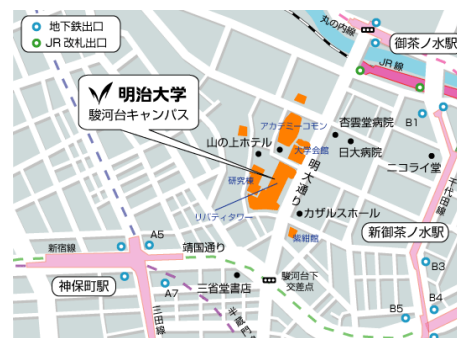 地下鉄出口
JR 改札出口
丸の内線
御茶ノ水駅
JR 線
明治大学
駿河台キャンパス
アカデミーコモン
杏雲堂病院
B1
山の上ホテル
大学会館
日大病院
ニコライ堂
研究棟
明大通り
千代田線
リバティタワー
カザルスホール
新御茶ノ水駅
紫紺館
新宿線
A5
靖国通り
B3
神保町駅
A7
三省堂書店
駿河台下
交差点
B4
B5
三田線
半蔵門